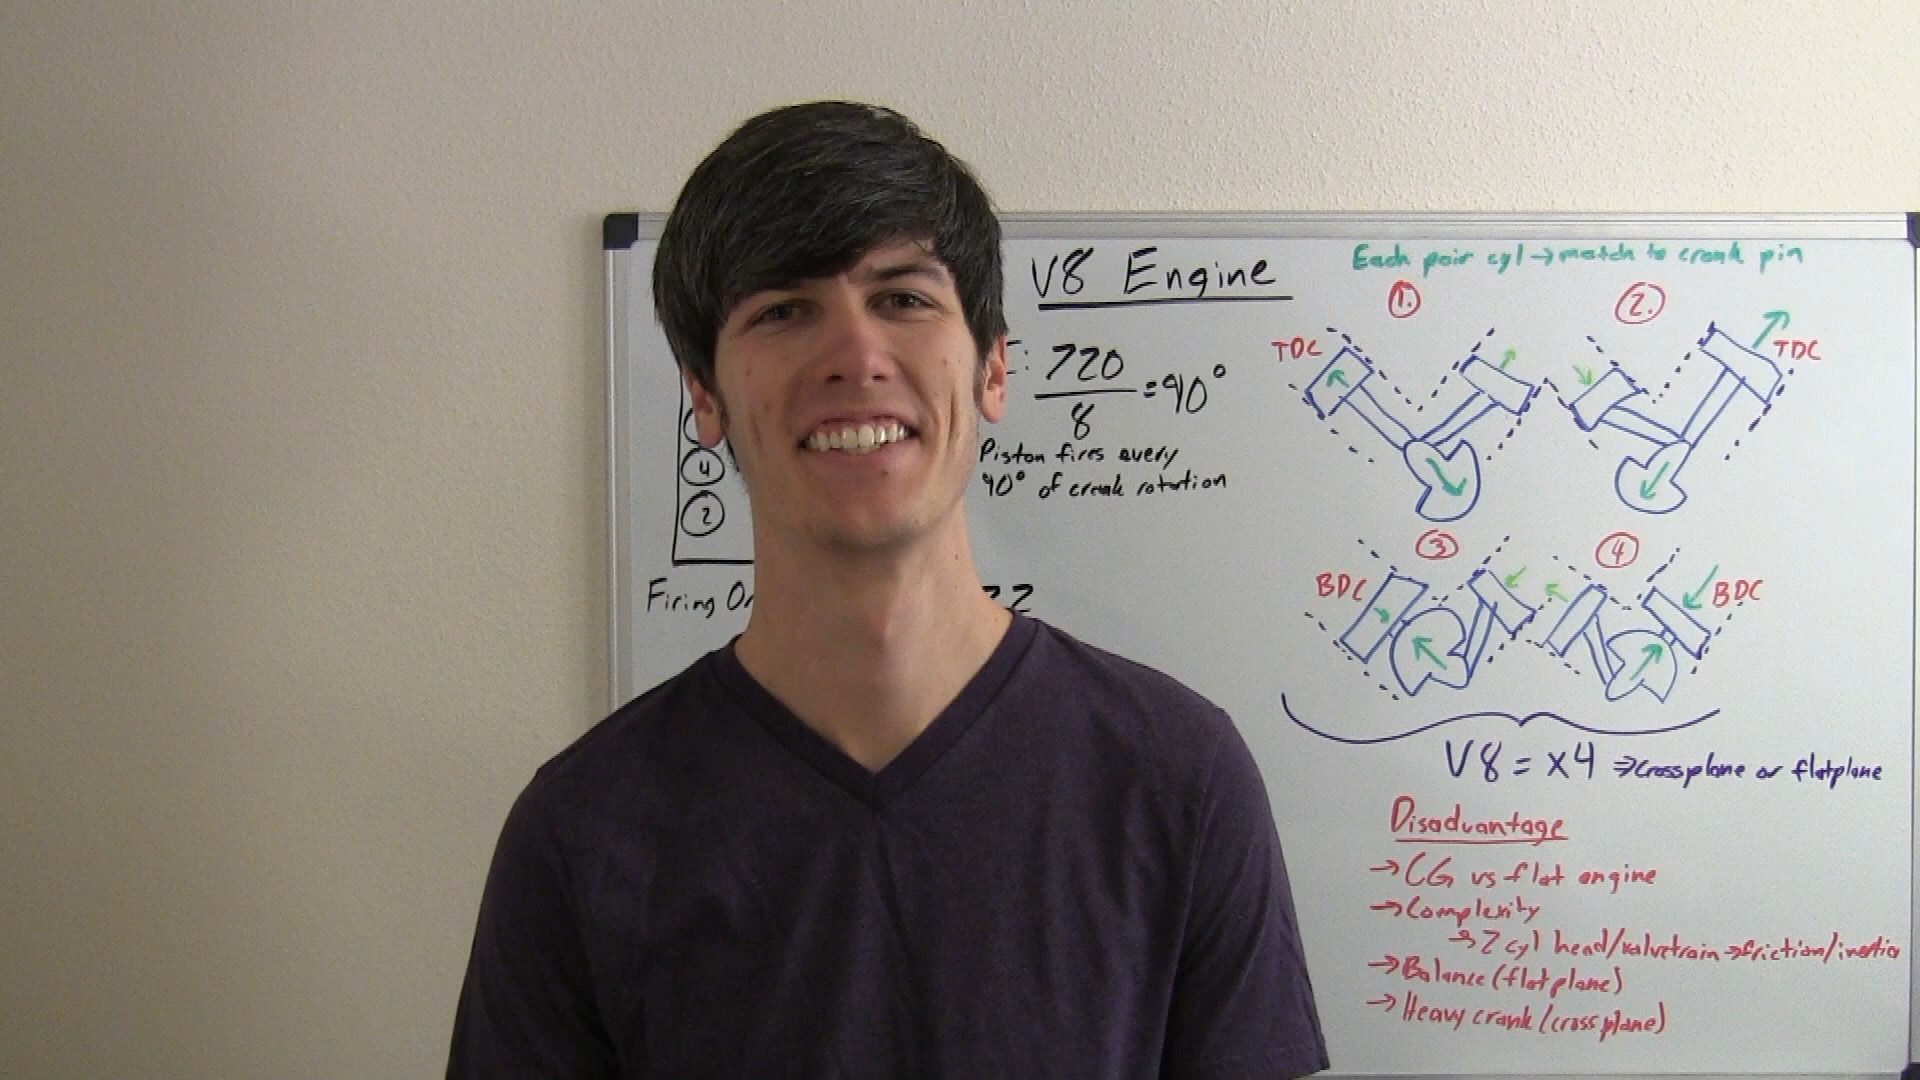 V8 Engine
720
8
=90°
Piston fires every
90° of crank rotation
4
2
Firing Or
Each pair cyl → match to crank pin
1.
2.
TDC
TDC
3
4
BDC
BDC
V8 = x4 ⇒ crossplane or flatplane
Disadvantage
→ CG vs flat engine
→ Complexity
→ 2 cyl head/valvetrain → friction/inertia
→ Balance (flatplane)
→ Heavy crank (crossplane)